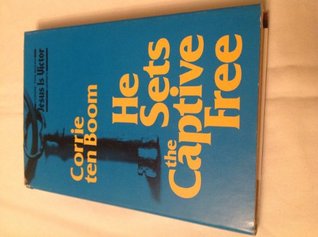 Jesus is Victor
Corrie
ten Boom
He
Sets
the
Captive
Free